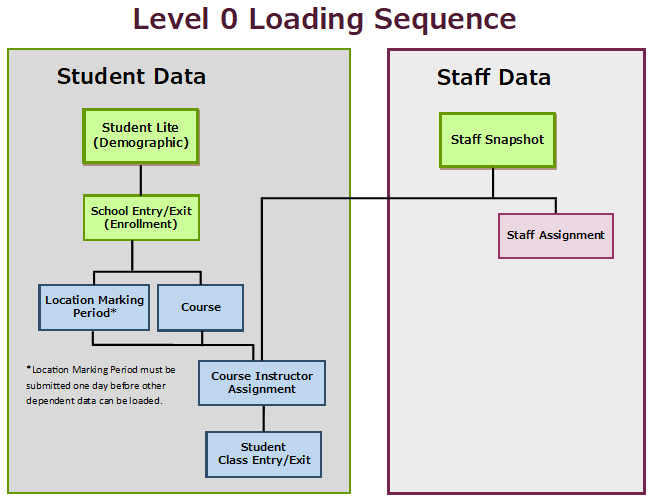 Level 0 Loading Sequence
Student Data
Staff Data
Student Lite
(Demographic)
Staff Snapshot
School Entry/Exit
(Enrollment)
Staff Assignment
Location Marking
Period*
Course
*Location Marking Period must be
submitted one day before other
dependent data can be loaded.
Course Instructor
Assignment
Student
Class Entry/Exit